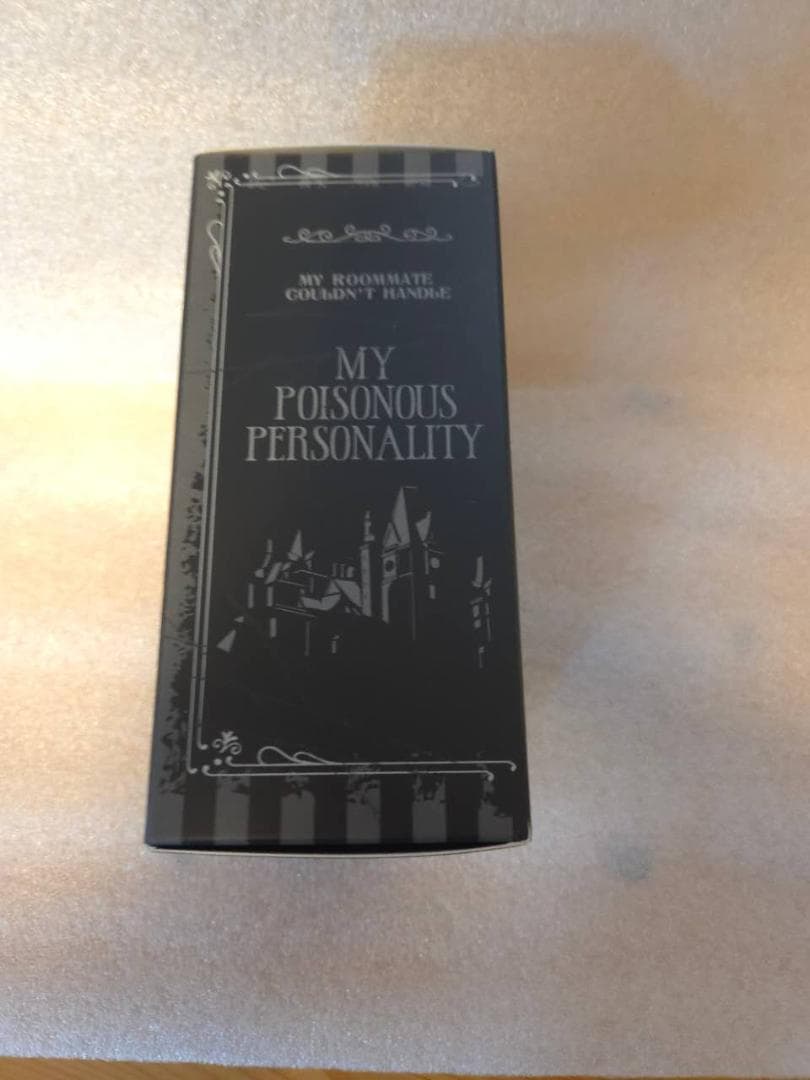 MY ROOMMATE
COULDN'T HANDLE
MY
POISONOUS
PERSONALITY